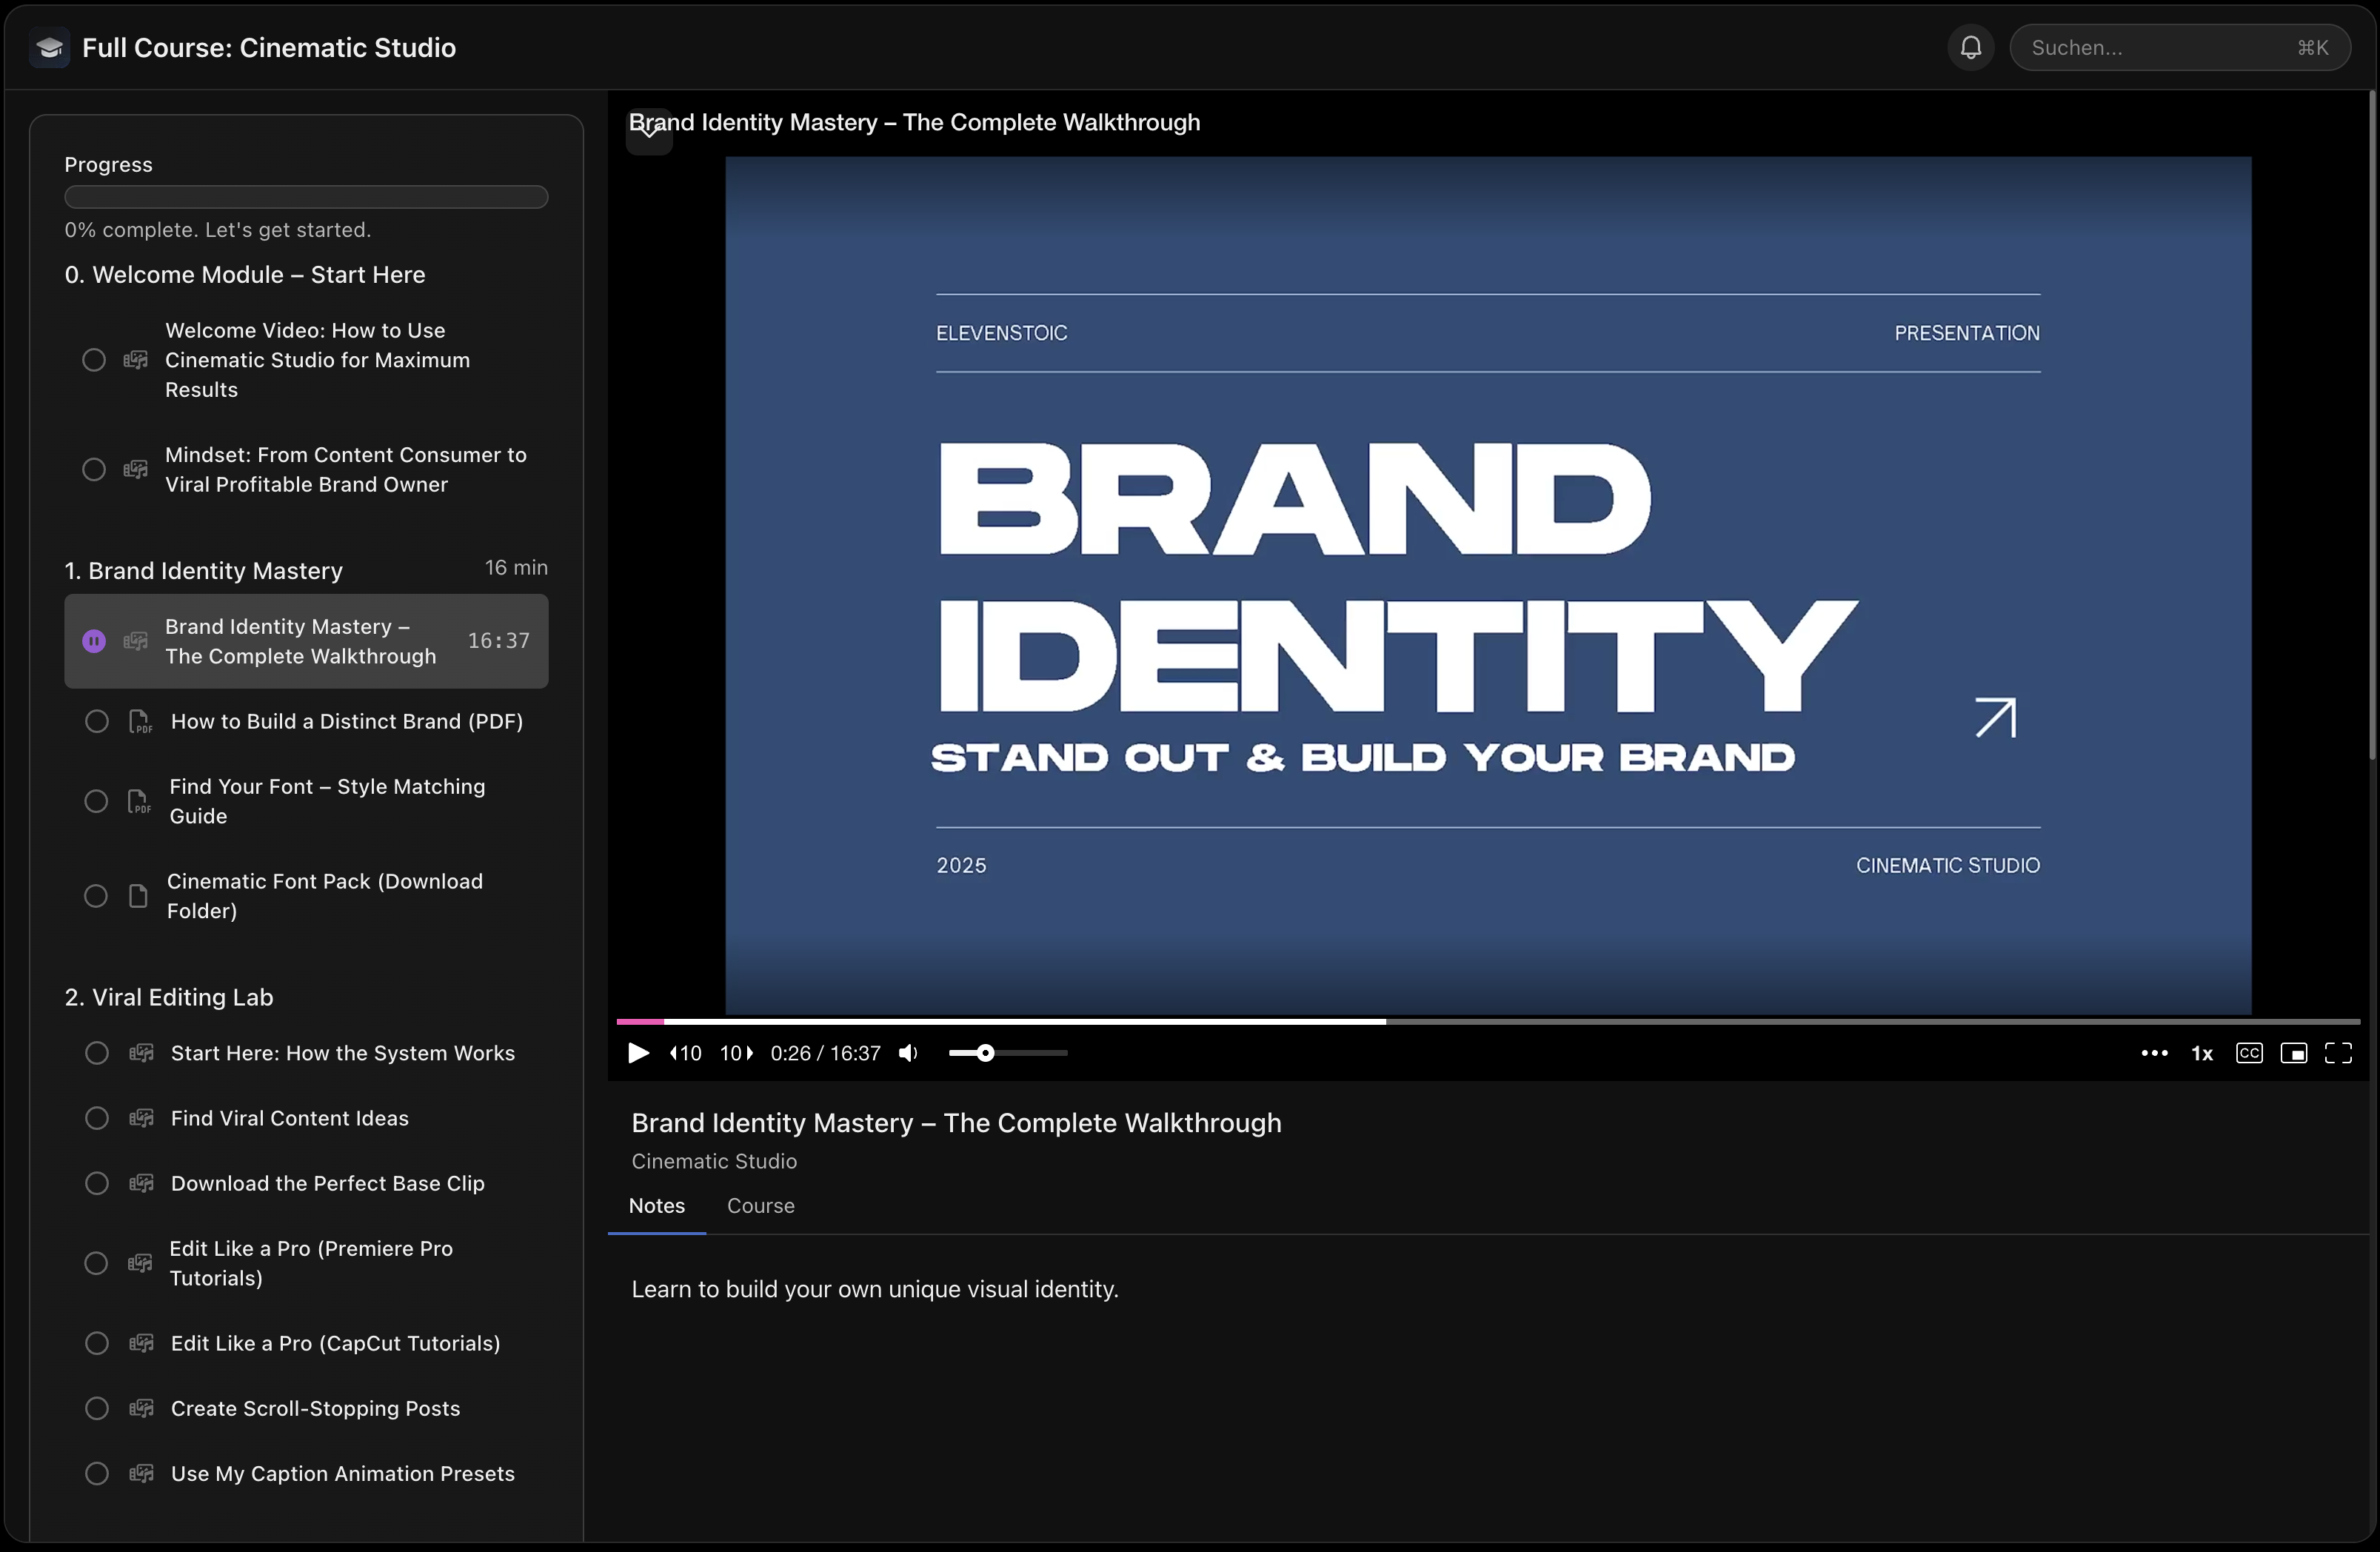 Full Course: Cinematic Studio
Suchen...
⌘K
Progress
0% complete. Let's get started.
0. Welcome Module – Start Here
Welcome Video: How to Use
Cinematic Studio for Maximum
Results
Mindset: From Content Consumer to
Viral Profitable Brand Owner
1. Brand Identity Mastery
16 min
Brand Identity Mastery –
The Complete Walkthrough
16:37
PDF
How to Build a Distinct Brand (PDF)
PDF
Find Your Font – Style Matching
Guide
Cinematic Font Pack (Download
Folder)
2. Viral Editing Lab
Start Here: How the System Works
Find Viral Content Ideas
Download the Perfect Base Clip
Edit Like a Pro (Premiere Pro
Tutorials)
Edit Like a Pro (CapCut Tutorials)
Create Scroll-Stopping Posts
Use My Caption Animation Presets
Brand Identity Mastery – The Complete Walkthrough
ELEVENSTOIC
PRESENTATION
BRAND
IDENTITY
STAND OUT & BUILD YOUR BRAND
2025
CINEMATIC STUDIO
10
10
0:26 / 16:37
1x
CC
Brand Identity Mastery – The Complete Walkthrough
Cinematic Studio
Notes
Course
Learn to build your own unique visual identity.